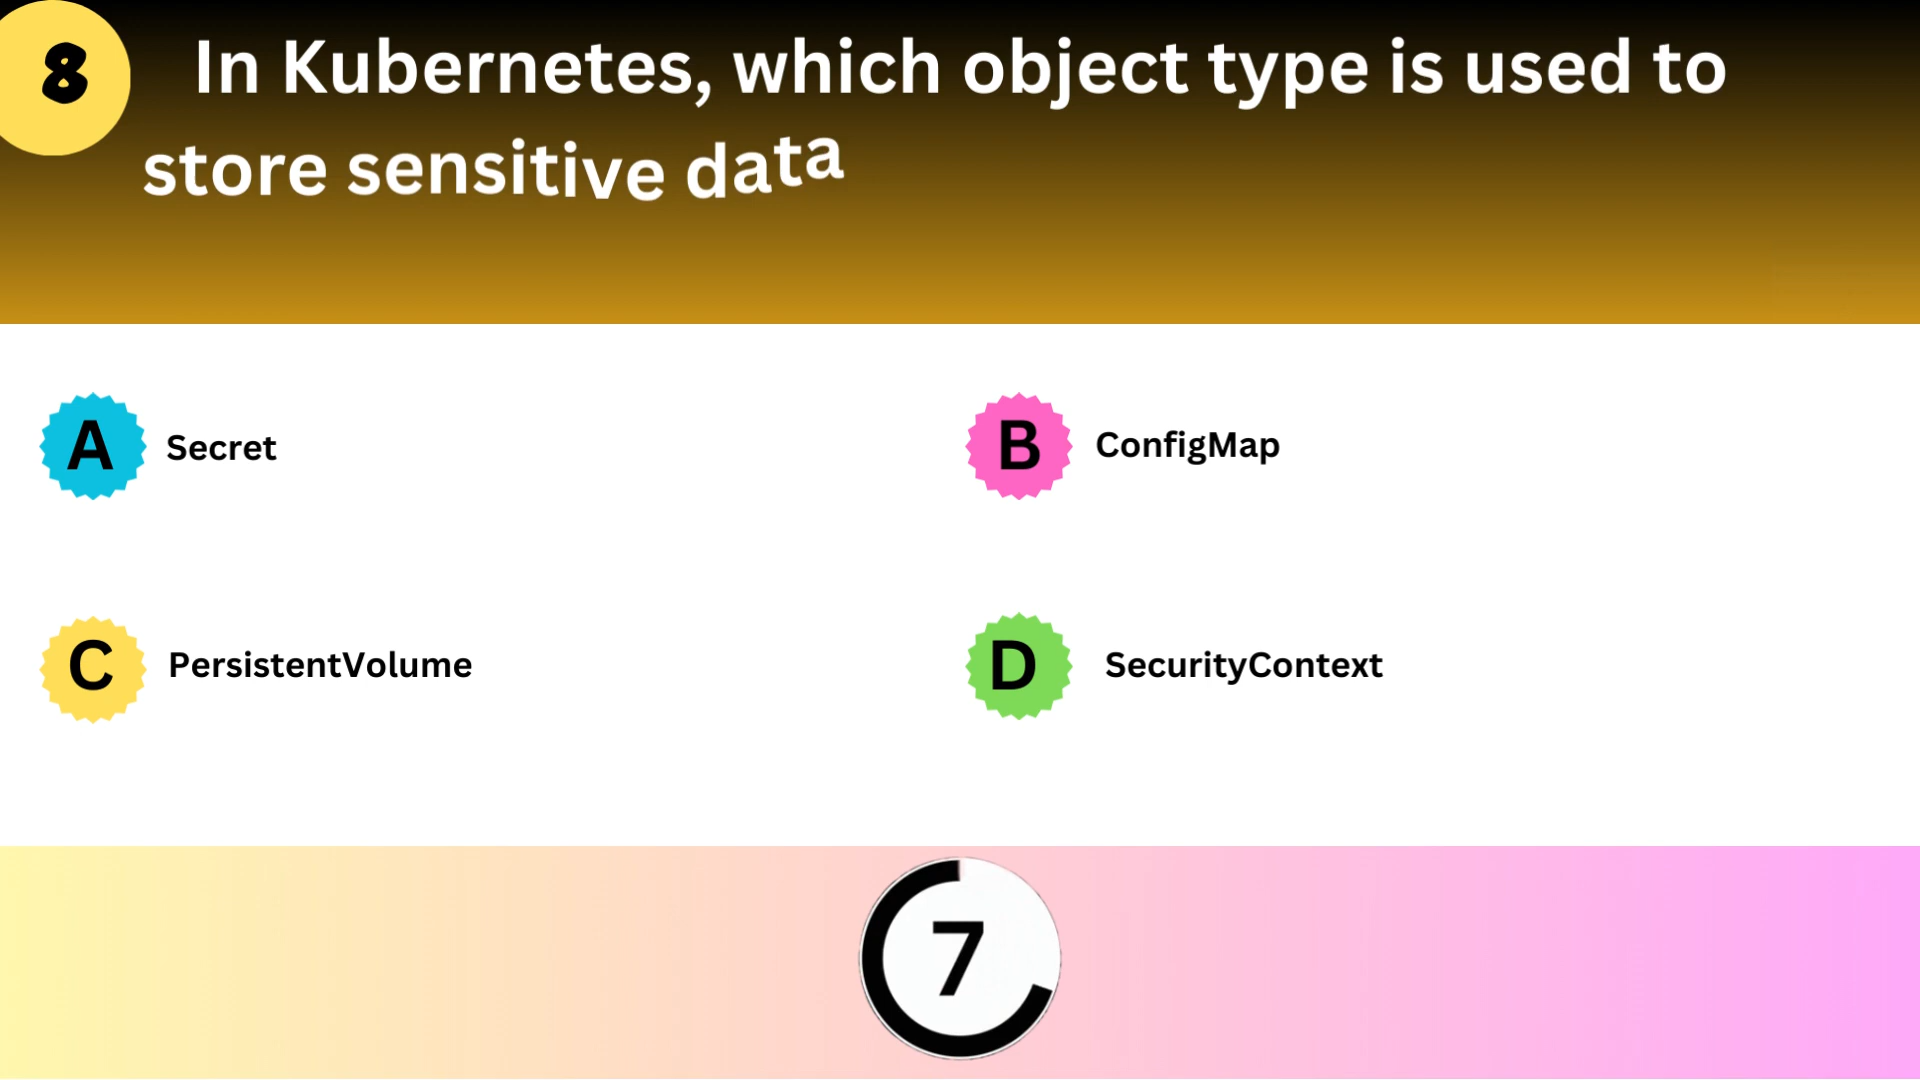 8
In Kubernetes, which object type is used to
store sensitive data
A Secret
B ConfigMap
C PersistentVolume
D SecurityContext
7